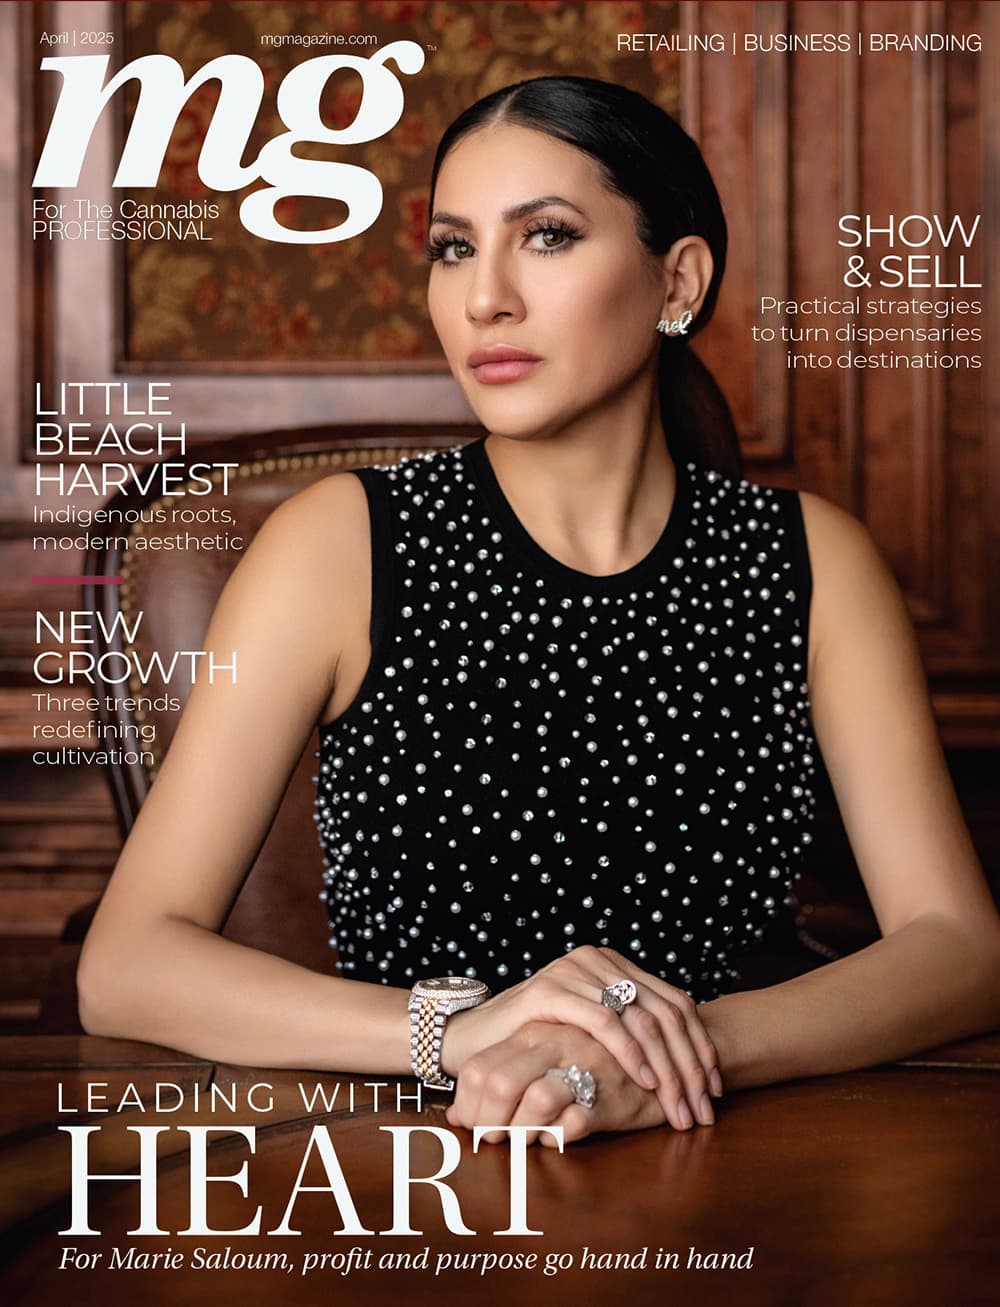 April | 2025
mgmagazine.com
RETAILING | BUSINESS | BRANDING
mg™
For The Cannabis
PROFESSIONAL
SHOW
& SELL
Practical strategies
to turn dispensaries
into destinations
LITTLE
BEACH
HARVEST
Indigenous roots,
modern aesthetic
NEW
GROWTH
Three trends
redefining
cultivation
LEADING WITH
HEART
For Marie Saloum, profit and purpose go hand in hand